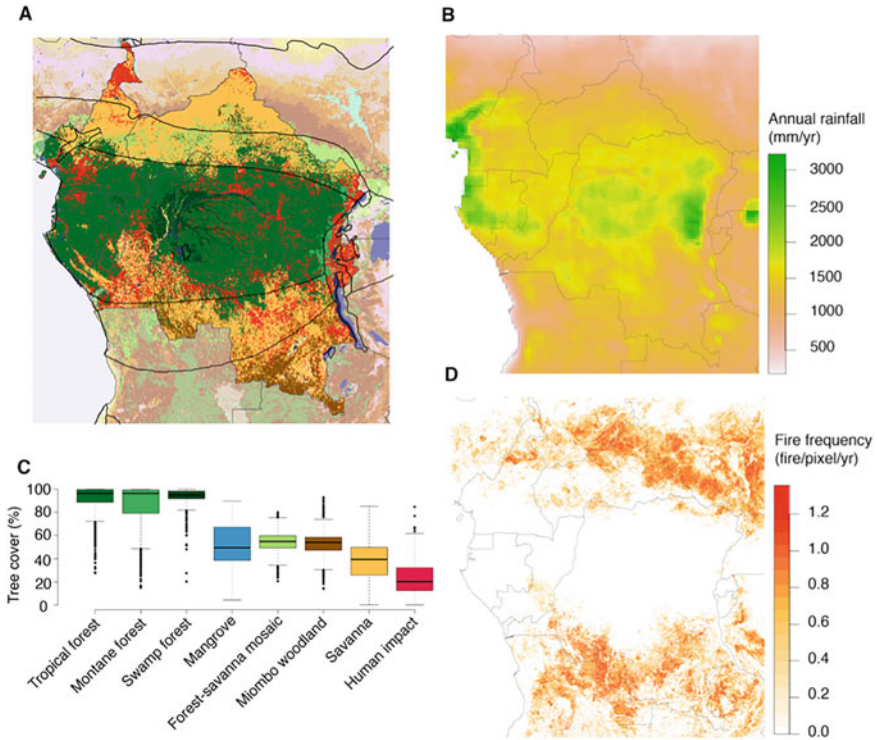 A
B
Annual rainfall
(mm/yr)
3000
2500
2000
1500
1000
500
C
Tree cover (%)
100
80
60
40
20
0
Tropical forest
Montane forest
Swamp forest
Mangrove
Forest-savanna mosaic
Miombo woodland
Savanna
Human impact
D
Fire frequency
(fire/pixel/yr)
1.2
1.0
0.8
0.6
0.4
0.2
0.0